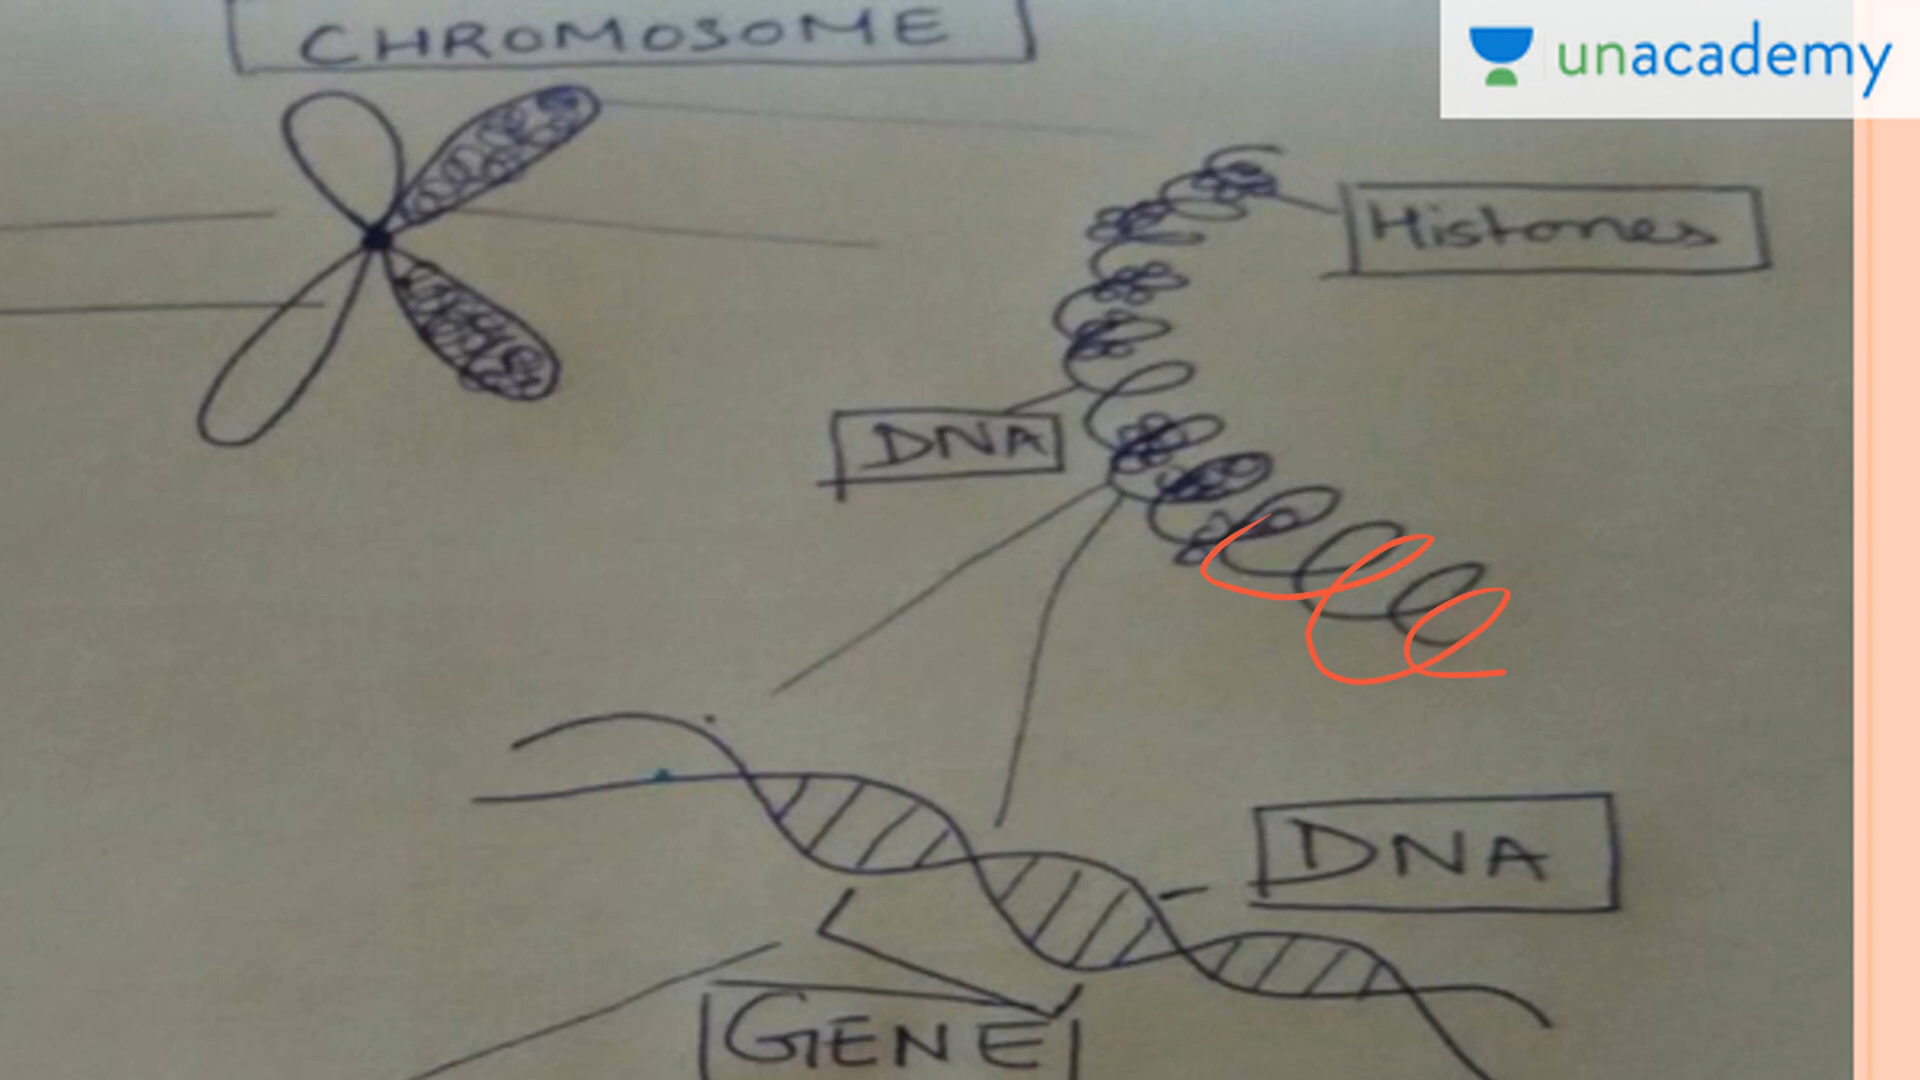 CHROMOSOME
unacademy
Histones
DNA
DNA
GENE